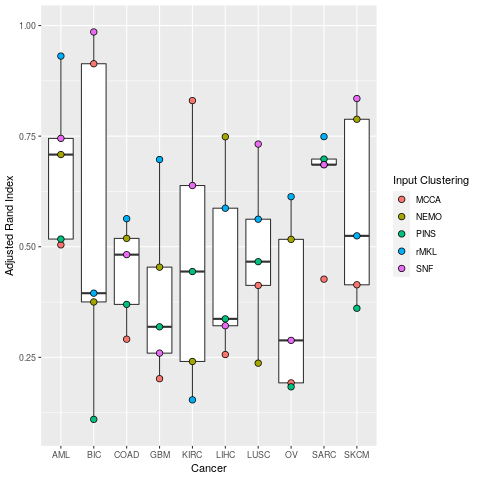 1.00
0.75
0.50
0.25
Adjusted Rand Index
AML BIC COAD GBM KIRC LIHC LUSC OV SARC SKCM
Cancer
Input Clustering
MCCA
NEMO
PINS
rMKL
SNF